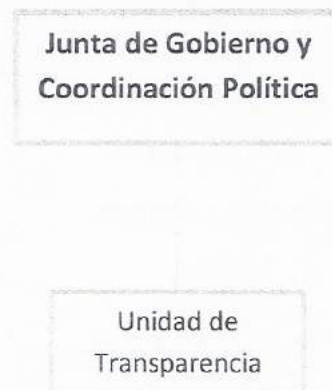 Junta de Gobierno y
Coordinación Política
Unidad de
Transparencia